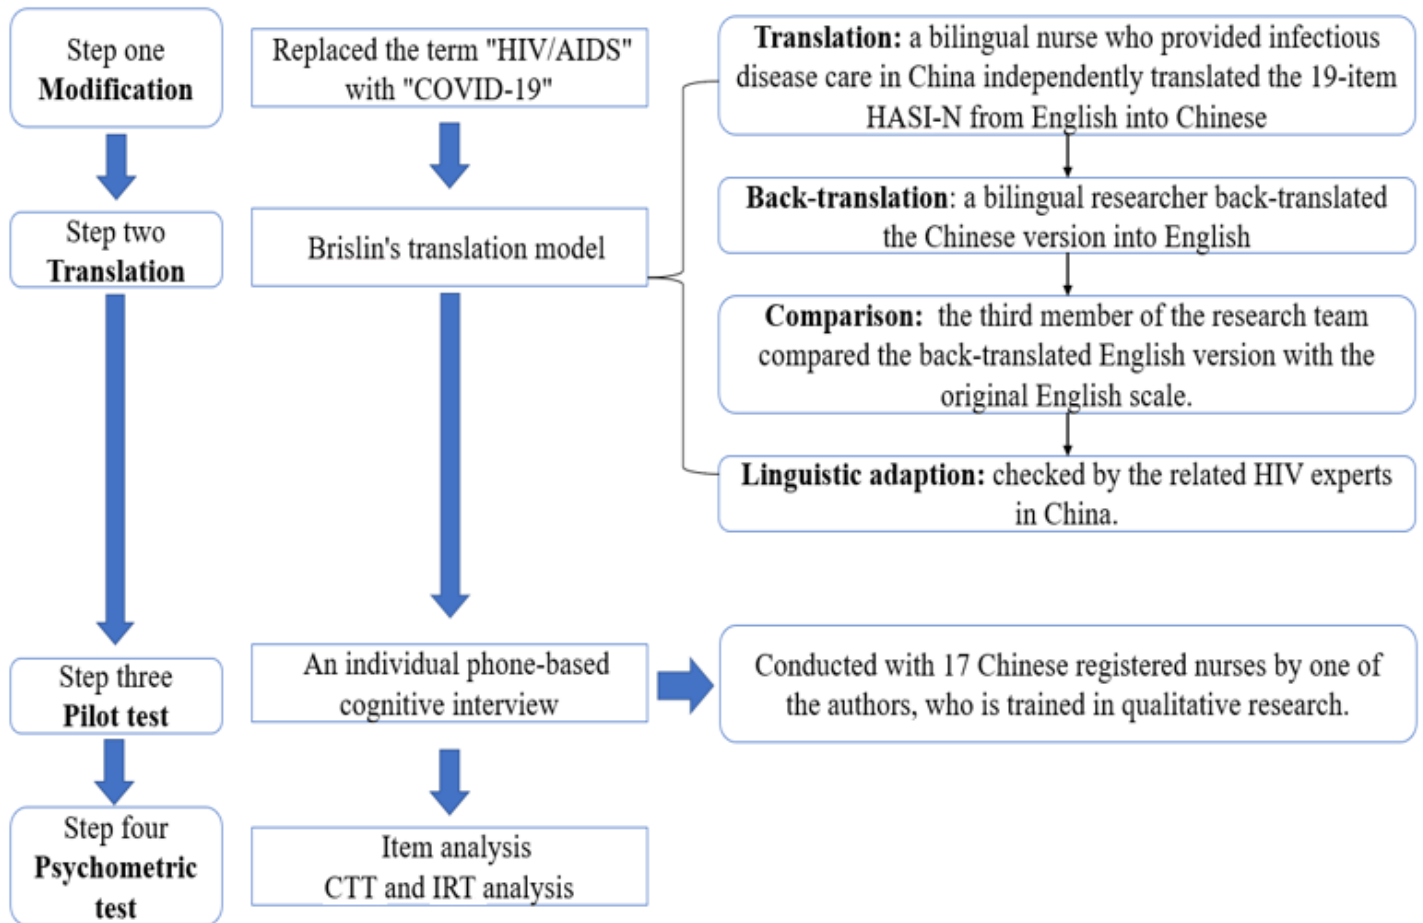 Step one
Modification
Replaced the term "HIV/AIDS"
with "COVID-19"
Translation: a bilingual nurse who provided infectious
disease care in China independently translated the 19-item
HASI-N from English into Chinese
Step two
Translation
Brislin's translation model
Back-translation: a bilingual researcher back-translated
the Chinese version into English
Comparison: the third member of the research team
compared the back-translated English version with the
original English scale.
Linguistic adaption: checked by the related HIV experts
in China.
Step three
Pilot test
An individual phone-based
cognitive interview
Conducted with 17 Chinese registered nurses by one of
the authors, who is trained in qualitative research.
Step four
Psychometric
test
Item analysis
CTT and IRT analysis